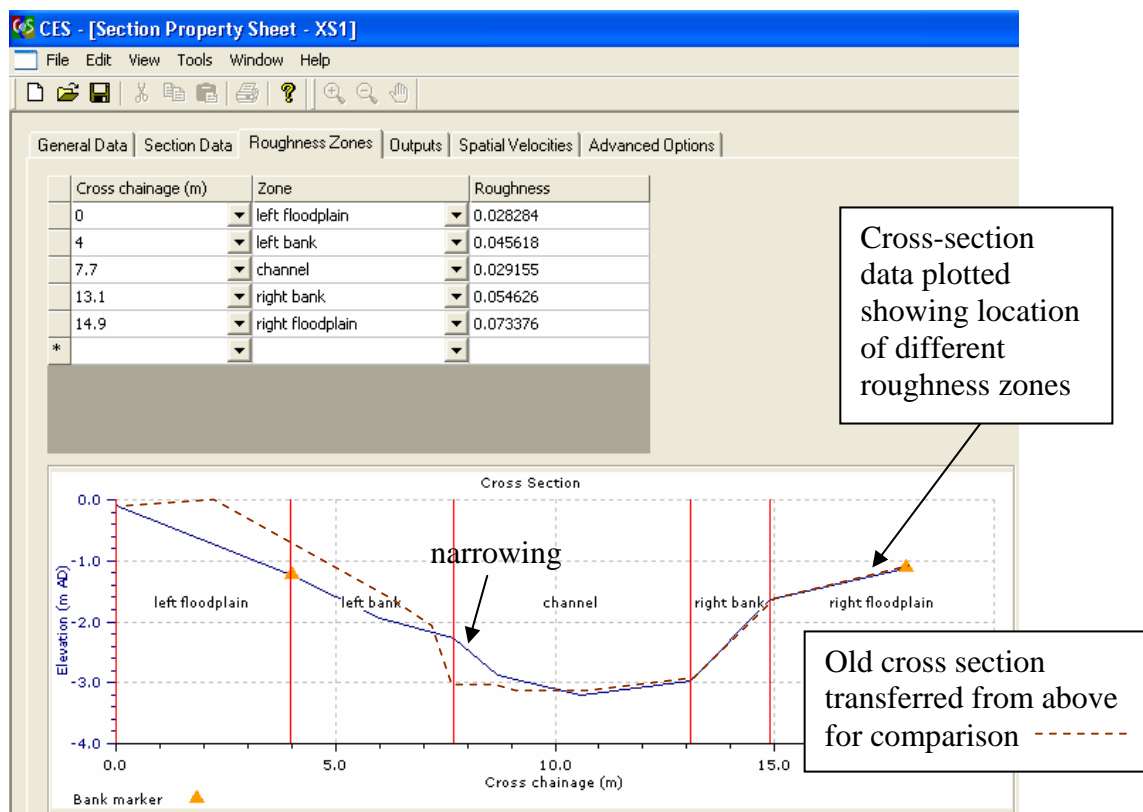 CES - [Section Property Sheet - XS1]
File Edit View Tools Window Help
General Data Section Data Roughness Zones Outputs Spatial Velocities Advanced Options
Cross chainage (m) Zone Roughness
0 left floodplain 0.028284
4 left bank 0.045618
7.7 channel 0.029155
13.1 right bank 0.054626
14.9 right floodplain 0.073376
*
Cross-section
data plotted
showing location
of different
roughness zones
Cross Section
0.0
-1.0
-2.0
-3.0
-4.0
Elevation (m AD)
narrowing
left floodplain left bank channel right bank right floodplain
Old cross section
transferred from above
for comparison
0.0 5.0 10.0 15.0
Cross chainage (m)
Bank marker